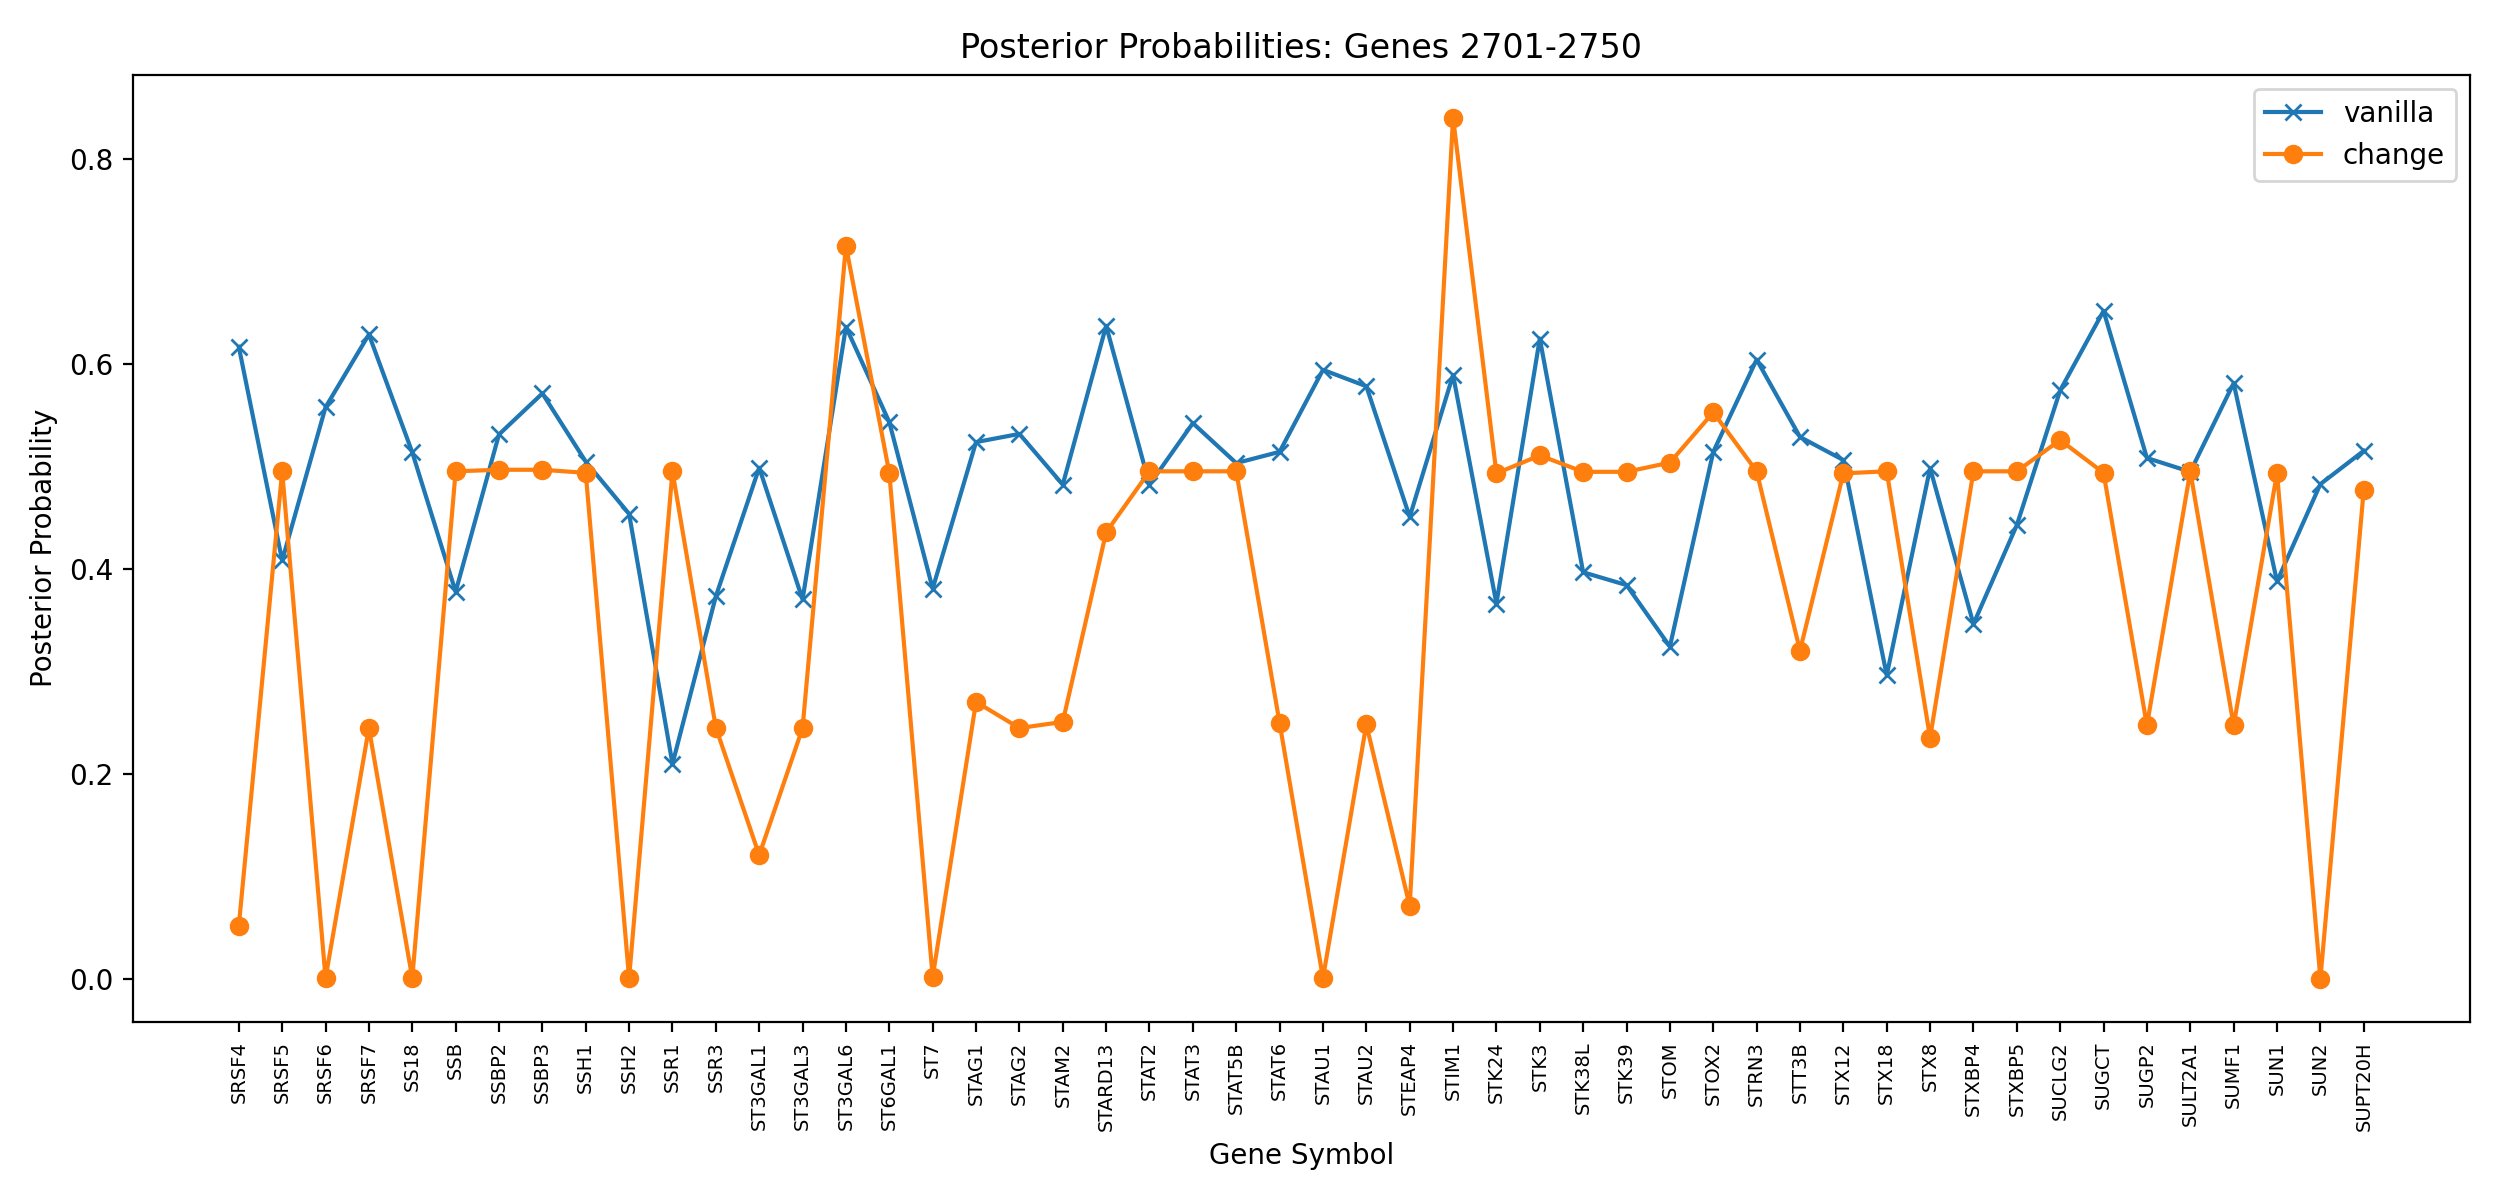 Posterior Probabilities: Genes 2701-2750
vanilla
change
Posterior Probability
0.8
0.6
0.4
0.2
0.0
SRSF4
SRSF5
SRSF6
SRSF7
SS18
SSB
SSBP2
SSBP3
SSH1
SSH2
SSR1
SSR3
ST3GAL1
ST3GAL3
ST3GAL6
ST6GAL1
ST7
STAG1
STAG2
STAM2
STARD13
STAT2
STAT3
STAT5B
STAT6
STAU1
STAU2
STEAP4
STIM1
STK24
STK3
STK38L
STK39
STOM
STOX2
STRN3
STT3B
STX12
STX18
STX8
STXBP4
STXBP5
SUCLG2
SUGCT
SUGP2
SULT2A1
SUMF1
SUN1
SUN2
SUPT20H
Gene Symbol